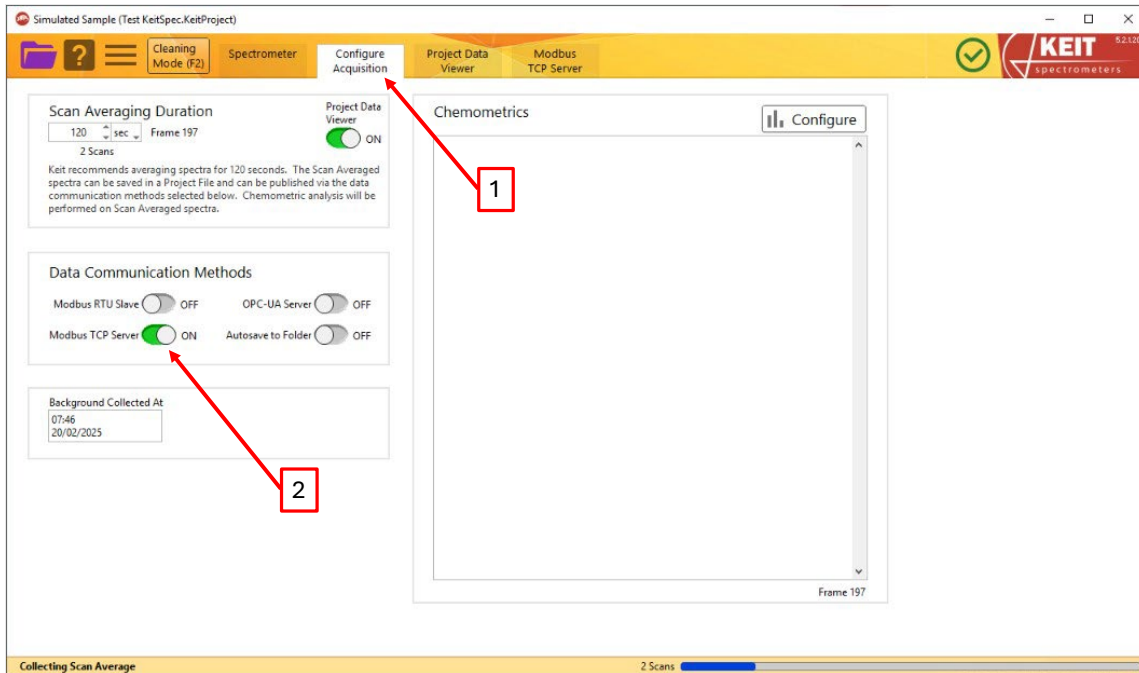 Simulated Sample (Test KeitSpec.KeitProject)
?
Cleaning
Mode (F2)
Spectrometer
Configure
Acquisition
Project Data
Viewer
Modbus
TCP Server
KEIT
spectrometers
Scan Averaging Duration
120 sec Frame 197
2 Scans
Project Data
Viewer
ON
Keit recommends averaging spectra for 120 seconds. The Scan Averaged
spectra can be saved in a Project File and can be published via the data
communication methods selected below. Chemometric analysis will be
performed on Scan Averaged spectra.
Data Communication Methods
Modbus RTU Slave OFF OPC-UA Server OFF
Modbus TCP Server ON Autosave to Folder OFF
Background Collected At
07:46
20/02/2025
Chemometrics
Configure
Frame 197
1
2
Collecting Scan Average
2 Scans